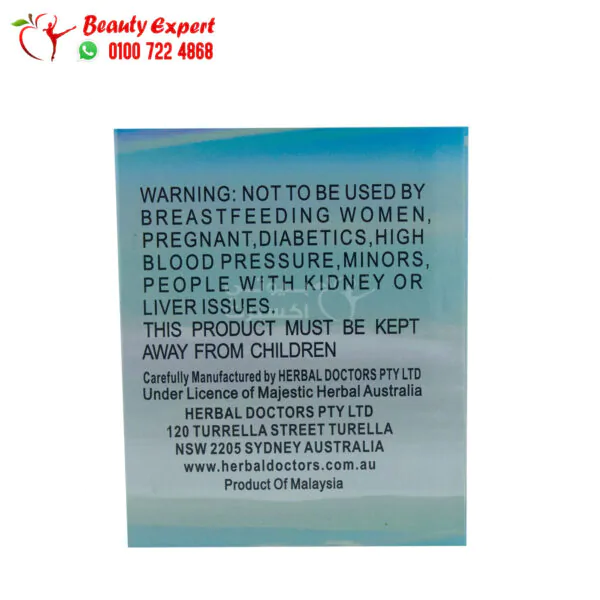 Beauty Expert
0100 722 4868
WARNING: NOT TO BE USED BY
BREASTFEEDING WOMEN,
PREGNANT,DIABETICS,HIGH
BLOOD PRESSURE,MINORS,
PEOPLE WITH KIDNEY OR
LIVER ISSUES.
THIS PRODUCT MUST BE KEPT
AWAY FROM CHILDREN
Carefully Manufactured by HERBAL DOCTORS PTY LTD
Under Licence of Majestic Herbal Australia
HERBAL DOCTORS PTY LTD
120 TURRELLA STREET TURELLA
NSW 2205 SYDNEY AUSTRALIA
www.herbaldoctors.com.au
Product Of Malaysia